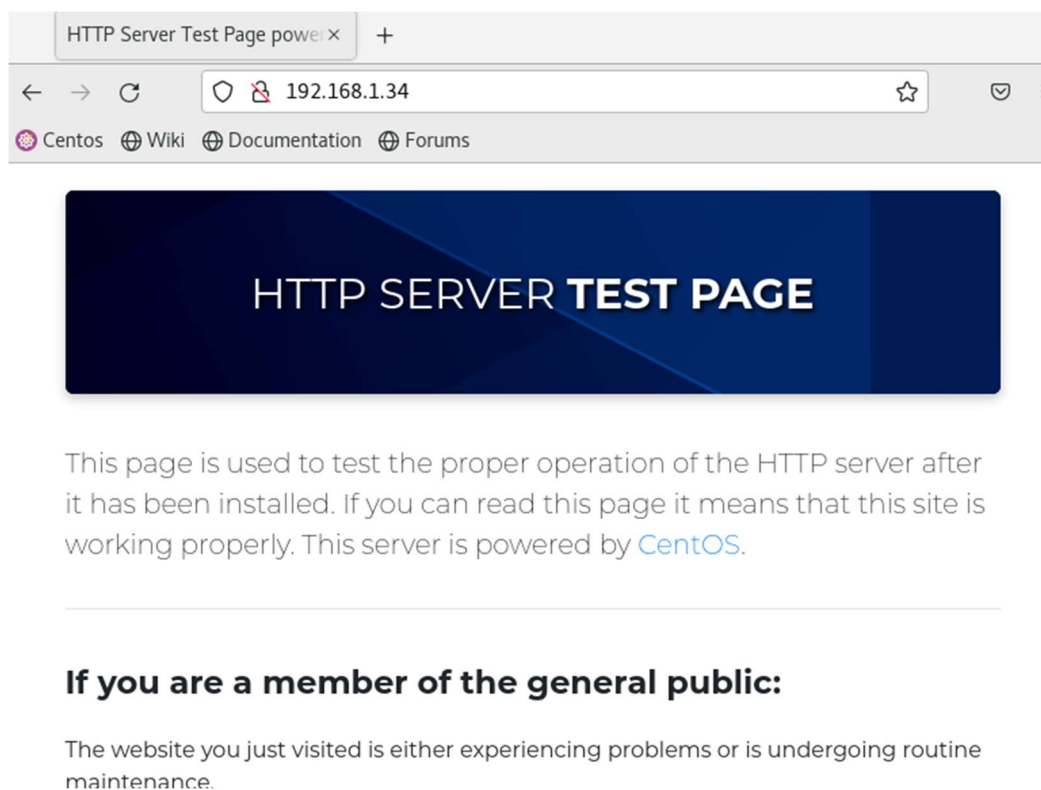 HTTP Server Test Page power
192.168.1.34
Centos Wiki Documentation Forums
HTTP SERVER TEST PAGE
This page is used to test the proper operation of the HTTP server after
it has been installed. If you can read this page it means that this site is
working properly. This server is powered by CentOS.
If you are a member of the general public:
The website you just visited is either experiencing problems or is undergoing routine
maintenance.